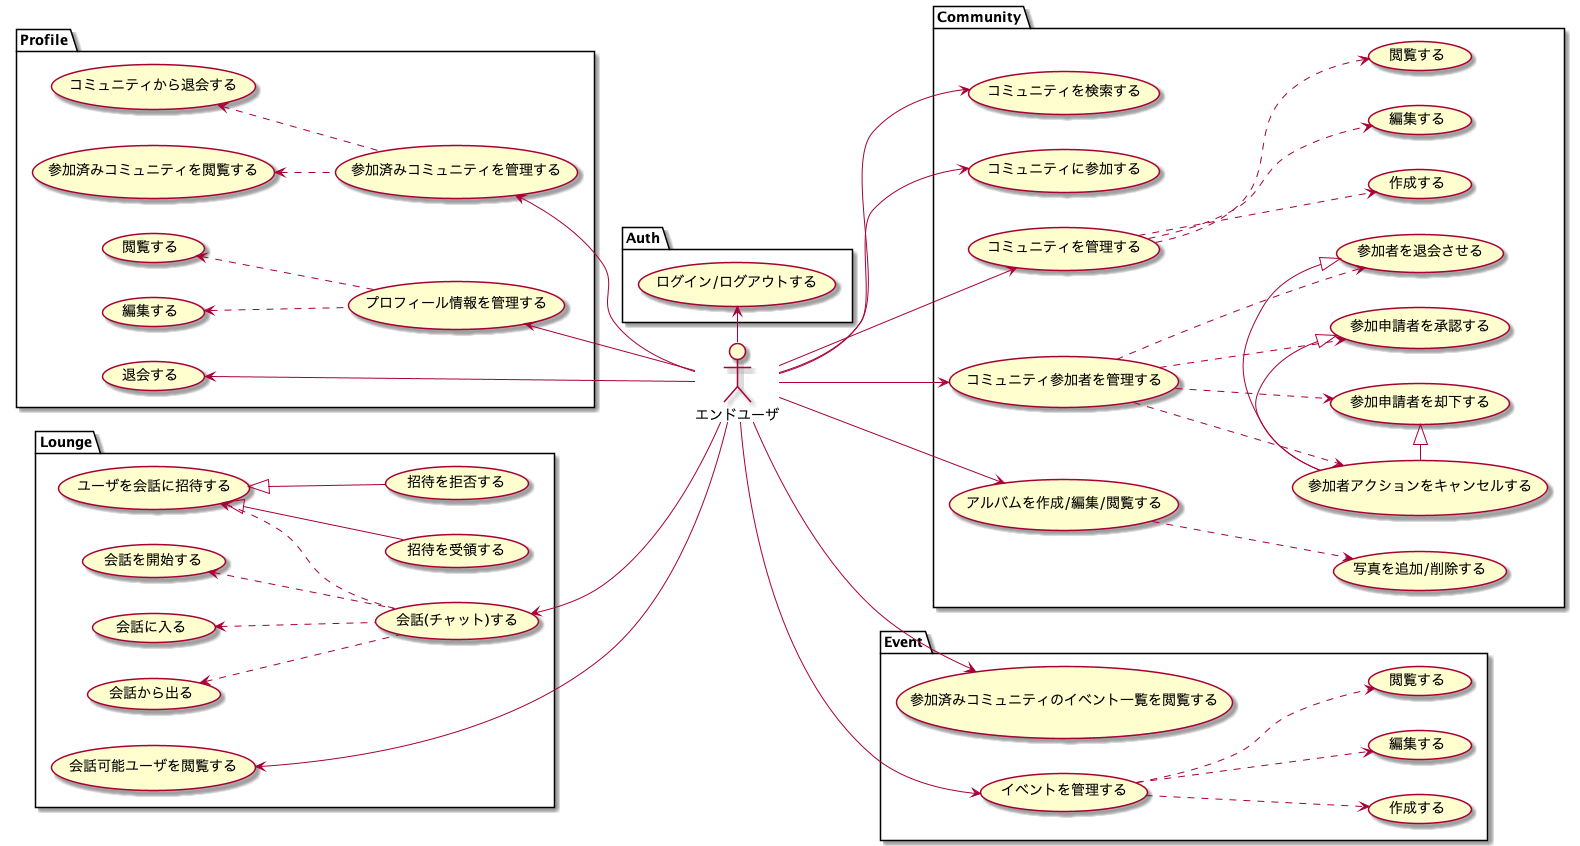 Profile
コミュニティから退会する
参加済みコミュニティを閲覧する
参加済みコミュニティを管理する
閲覧する
プロフィール情報を管理する
編集する
退会する
Auth
ログイン/ログアウトする
エンドユーザ
Lounge
ユーザを会話に招待する
招待を拒否する
招待を受領する
会話を開始する
会話(チャット)する
会話に入る
会話から出る
会話可能ユーザを閲覧する
Community
閲覧する
コミュニティを検索する
編集する
コミュニティに参加する
作成する
コミュニティを管理する
参加者を退会させる
参加申請者を承認する
コミュニティ参加者を管理する
参加申請者を却下する
参加者アクションをキャンセルする
アルバムを作成/編集/閲覧する
写真を追加/削除する
Event
閲覧する
参加済みコミュニティのイベント一覧を閲覧する
編集する
イベントを管理する
作成する